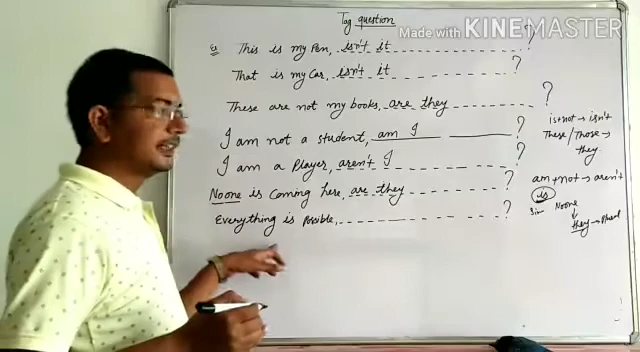 Tag question
Made with KINEMASTER
Ex This is my Pen, isn't it ?
That is my Car, isn't it ?
These are not my books, are they ?
I am not a student, am I ?
I am a Player, aren't I ?
Noone is Coming here, are they ?
Everything is Possible, ?
is+not → isn't
These/Those →
they
am + not → aren't
is
Noone
they →